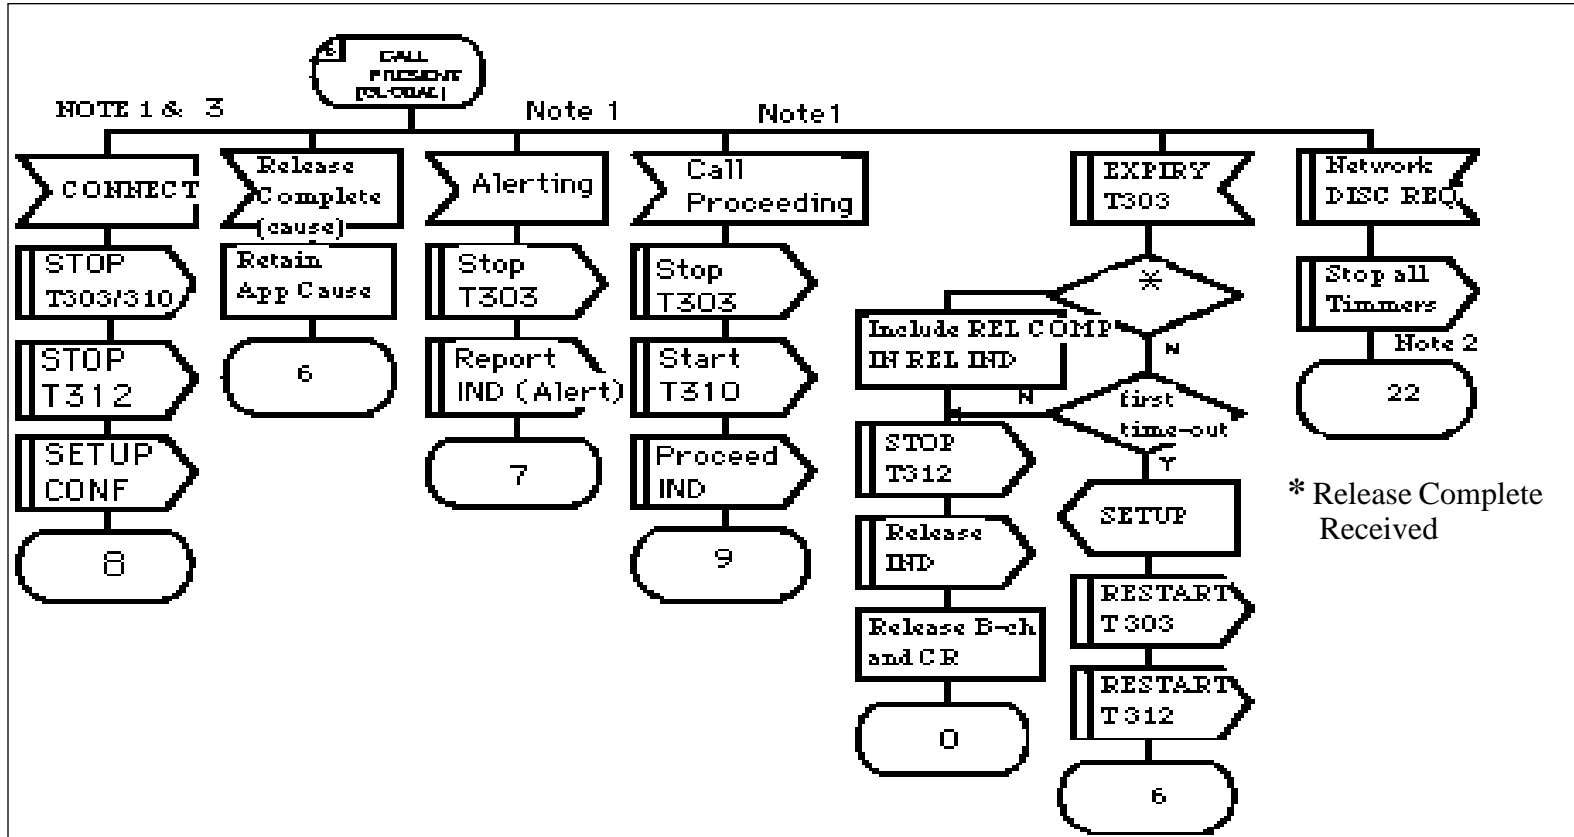 6
CALL
PRESENT
[GLOBAL]
NOTE 1 & 3
Note 1
Note1
CONNECT
STOP
T303/310
STOP
T312
SETUP
CONF
8
Release
Complete
(cause)
Retain
App Cause
6
Alerting
Stop
T303
Report
IND (Alert)
7
Call
Proceeding
Stop
T303
Start
T310
Proceed
IND
9
EXPIRY
T303
*
Include REL COMP
IN REL IND
N
N
first
time-out
Y
STOP
T312
Release
IND
Release B-ch
and CR
0
SETUP
RESTART
T303
RESTART
T312
6
Network
DISC REQ
Stop all
Timmers
Note 2
22
* Release Complete
Received